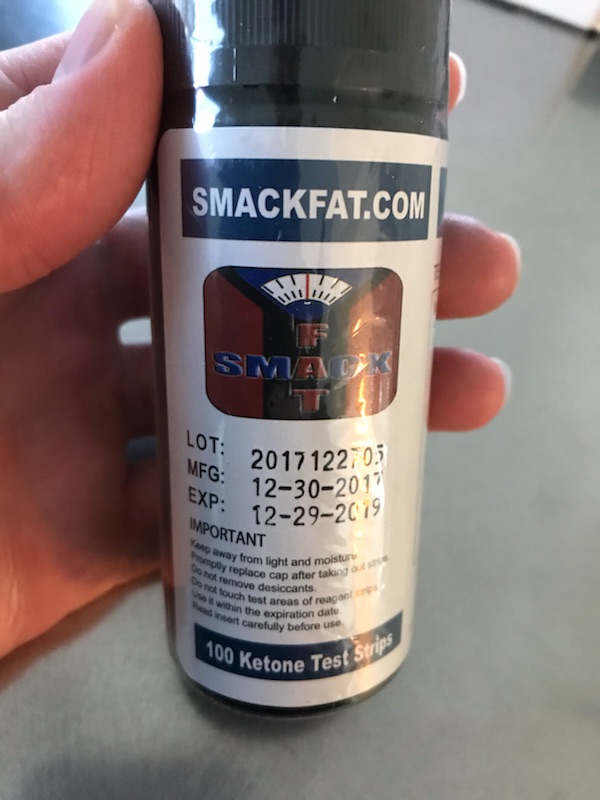 SMACKFAT.COM
FAT
SMACK
LOT: 2017122705
MFG: 12-30-2017
EXP: 12-29-2019
IMPORTANT
Keep away from light and moisture
Promptly replace cap after taking out strips.
Do not remove desiccants.
Do not touch test areas of reagent strips.
Use it within the expiration date.
Read insert carefully before use.
100 Ketone Test Strips